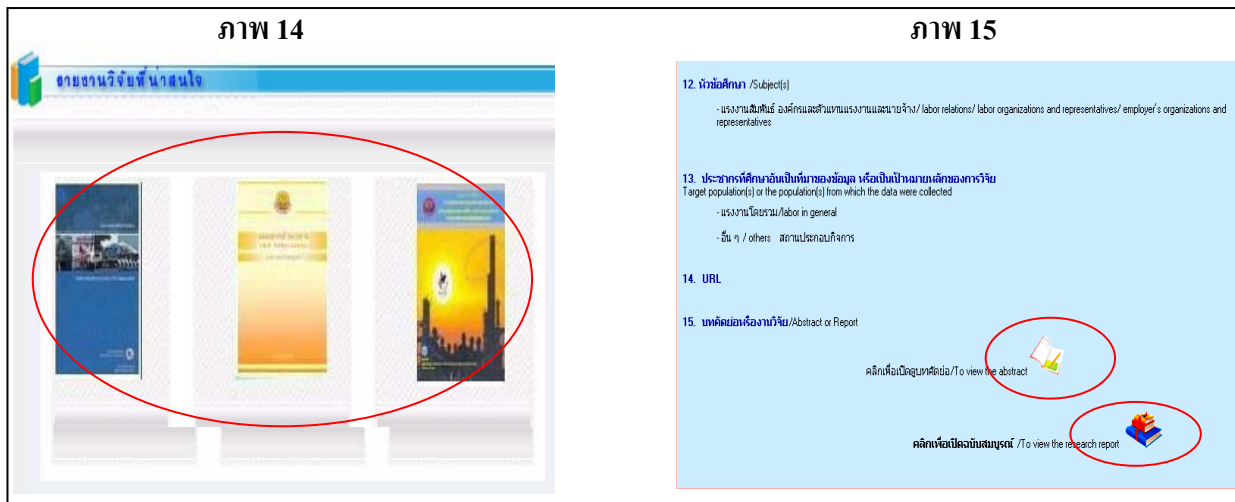 ภาพ 14
รายงานวิจัยที่น่าสนใจ
ภาพ 15
12. หัวข้อศึกษา /Subject(s)
- แรงงานสัมพันธ์ องค์กรและตัวแทนแรงงานและนายจ้าง/ labor relations/ labor organizations and representatives/ employer's organizations and
representatives
13. ประชากรที่ศึกษาอันเป็นที่มาของข้อมูล หรือเป็นเป้าหมายหลักของการวิจัย
Target population(s) or the population(s) from which the data were collected
- แรงงานโดยรวม/labor in general
- อื่น ๆ / others สถานประกอบกิจการ
14. URL
15. บทคัดย่อหรืองานวิจัย/Abstract or Report
คลิกเพื่อเปิดดูบทคัดย่อ/To view the abstract
คลิกเพื่อเปิดฉบับสมบูรณ์ /To view the research report